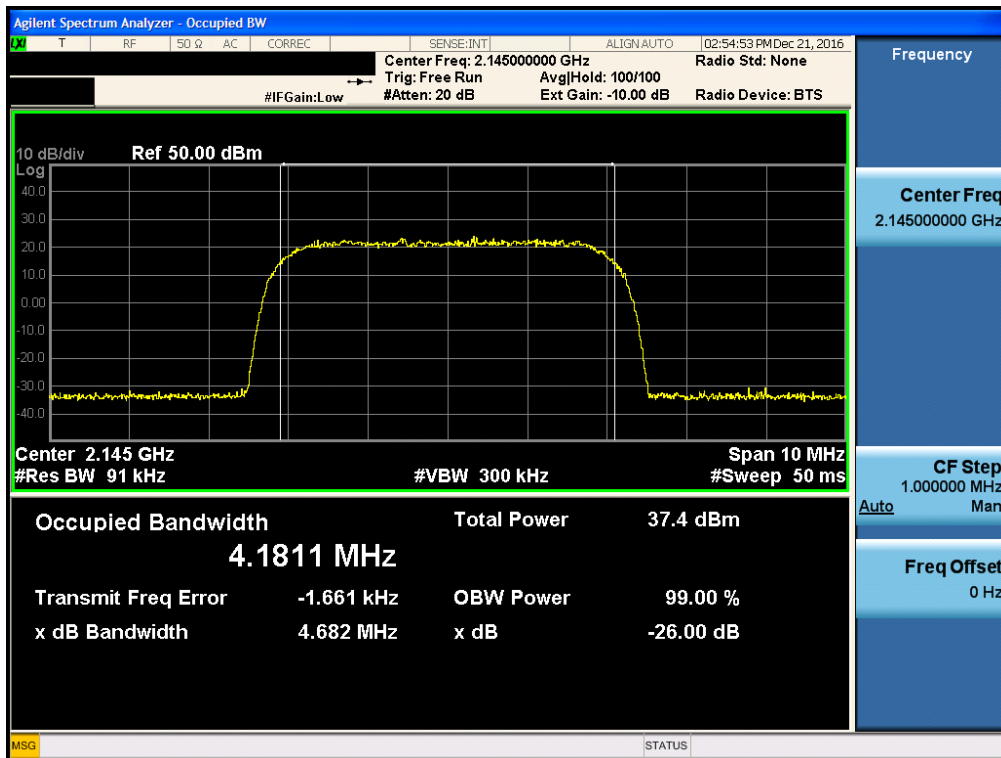 Agilent Spectrum Analyzer - Occupied BW
LXI T RF 50 Ω AC CORREC SENSE:INT ALIGN AUTO 02:54:53 PM Dec 21, 2016
Center Freq: 2.145000000 GHz Radio Std: None
Trig: Free Run Avg|Hold: 100/100
#IFGain:Low #Atten: 20 dB Ext Gain: -10.00 dB Radio Device: BTS
10 dB/div Ref 50.00 dBm
Log
40.0
30.0
20.0
10.0
0.00
-10.0
-20.0
-30.0
-40.0
Center 2.145 GHz Span 10 MHz
#Res BW 91 kHz #VBW 300 kHz #Sweep 50 ms
Occupied Bandwidth Total Power 37.4 dBm
4.1811 MHz
Transmit Freq Error -1.661 kHz OBW Power 99.00 %
x dB Bandwidth 4.682 MHz x dB -26.00 dB
Frequency
Center Freq
2.145000000 GHz
CF Step
1.000000 MHz
Auto Man
Freq Offset
0 Hz
MSG STATUS